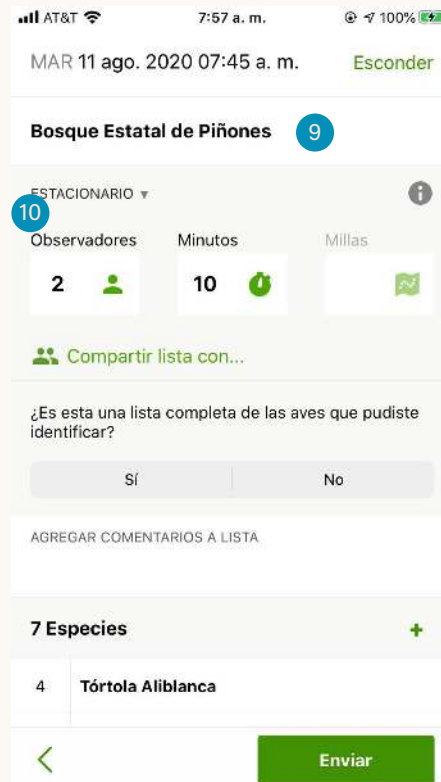 AT&T 7:57 a. m. 100%
MAR 11 ago. 2020 07:45 a. m. Esconder
Bosque Estatal de Piñones 9
ESTACIONARIO
10
Observadores Minutos Millas
2 10
Compartir lista con...
¿Es esta una lista completa de las aves que pudiste
identificar?
Sí No
AGREGAR COMENTARIOS A LISTA
7 Especies +
4 Tórtola Aliblanca
Enviar